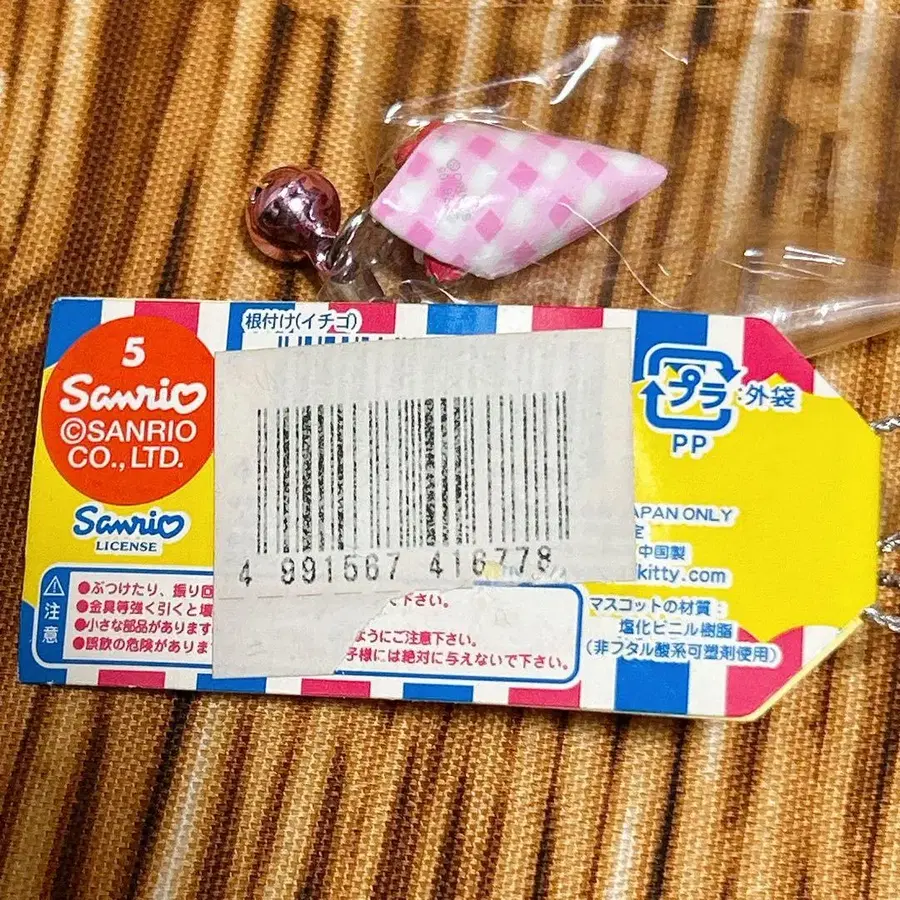 5
Sanrio
©SANRIO
CO., LTD.
Sanrio
LICENSE
根付け(イチゴ)
プラ
:外袋
PP
4 991567 416778
APAN ONLY
定
中国製
kitty.com
マスコットの材質:
塩化ビニル樹脂
(非フタル酸系可塑剤使用)
注意
●ぶつけたり、振り回
●金具等強く引くと壊
●小さな部品があります
●誤飲の危険がありま
ださい。
ようにご注意下さい。
子様には絶対に与えないで下さい。